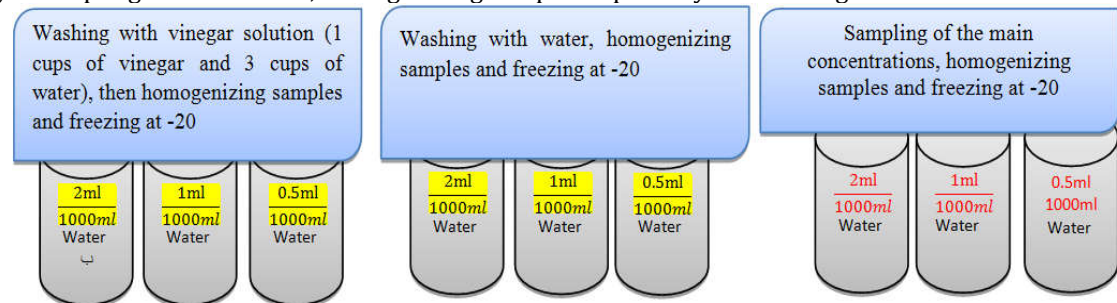 Washing with vinegar solution (1
cups of vinegar and 3 cups of
water), then homogenizing samples
and freezing at -20
2ml
1000ml
Water
ب
1ml
1000ml
Water
0.5ml
1000ml
Water
Washing with water, homogenizing
samples and freezing at -20
2ml
1000ml
Water
1ml
1000ml
Water
0.5ml
1000ml
Water
Sampling of the main
concentrations, homogenizing
samples and freezing at -20
2ml
1000ml
Water
1ml
1000ml
Water
0.5ml
1000ml
Water